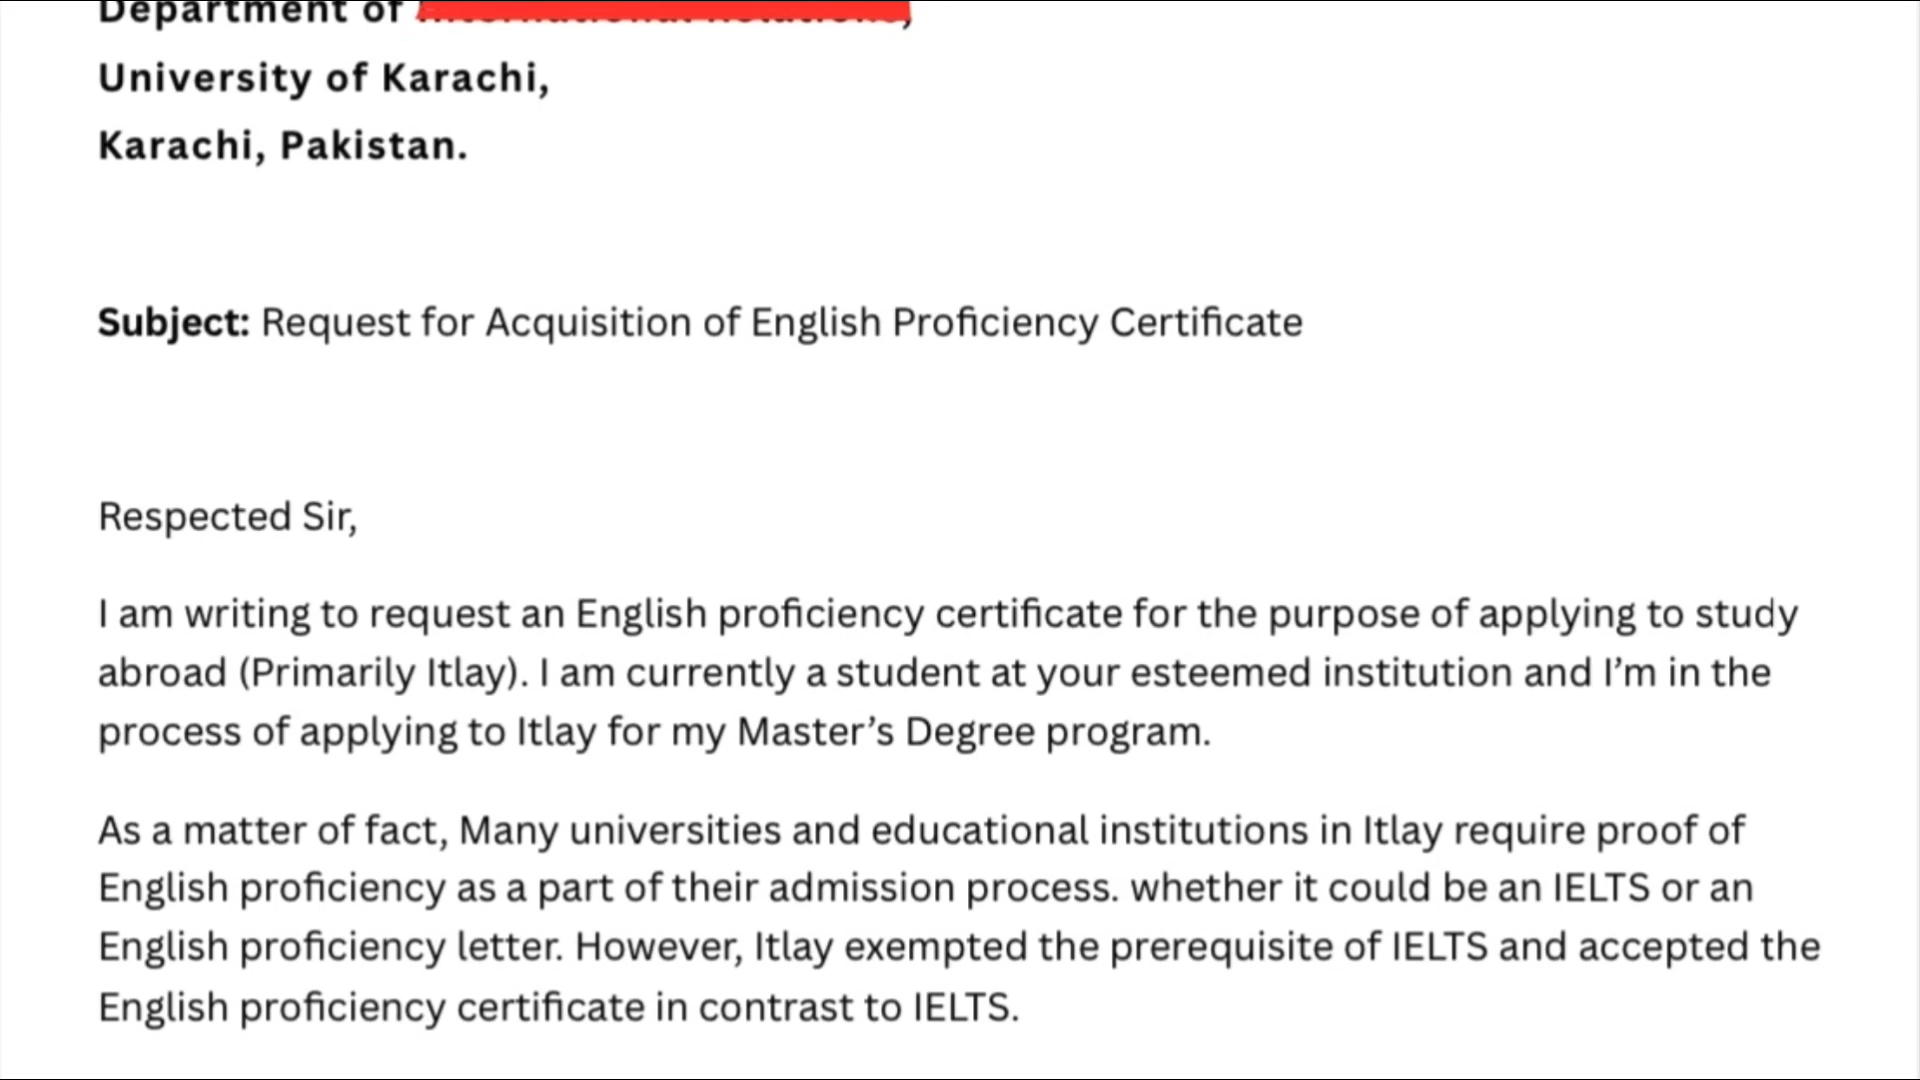 Department of
University of Karachi,
Karachi, Pakistan.
Subject: Request for Acquisition of English Proficiency Certificate
Respected Sir,
I am writing to request an English proficiency certificate for the purpose of applying to study
abroad (Primarily Itlay). I am currently a student at your esteemed institution and I’m in the
process of applying to Itlay for my Master’s Degree program.
As a matter of fact, Many universities and educational institutions in Itlay require proof of
English proficiency as a part of their admission process. whether it could be an IELTS or an
English proficiency letter. However, Itlay exempted the prerequisite of IELTS and accepted the
English proficiency certificate in contrast to IELTS.